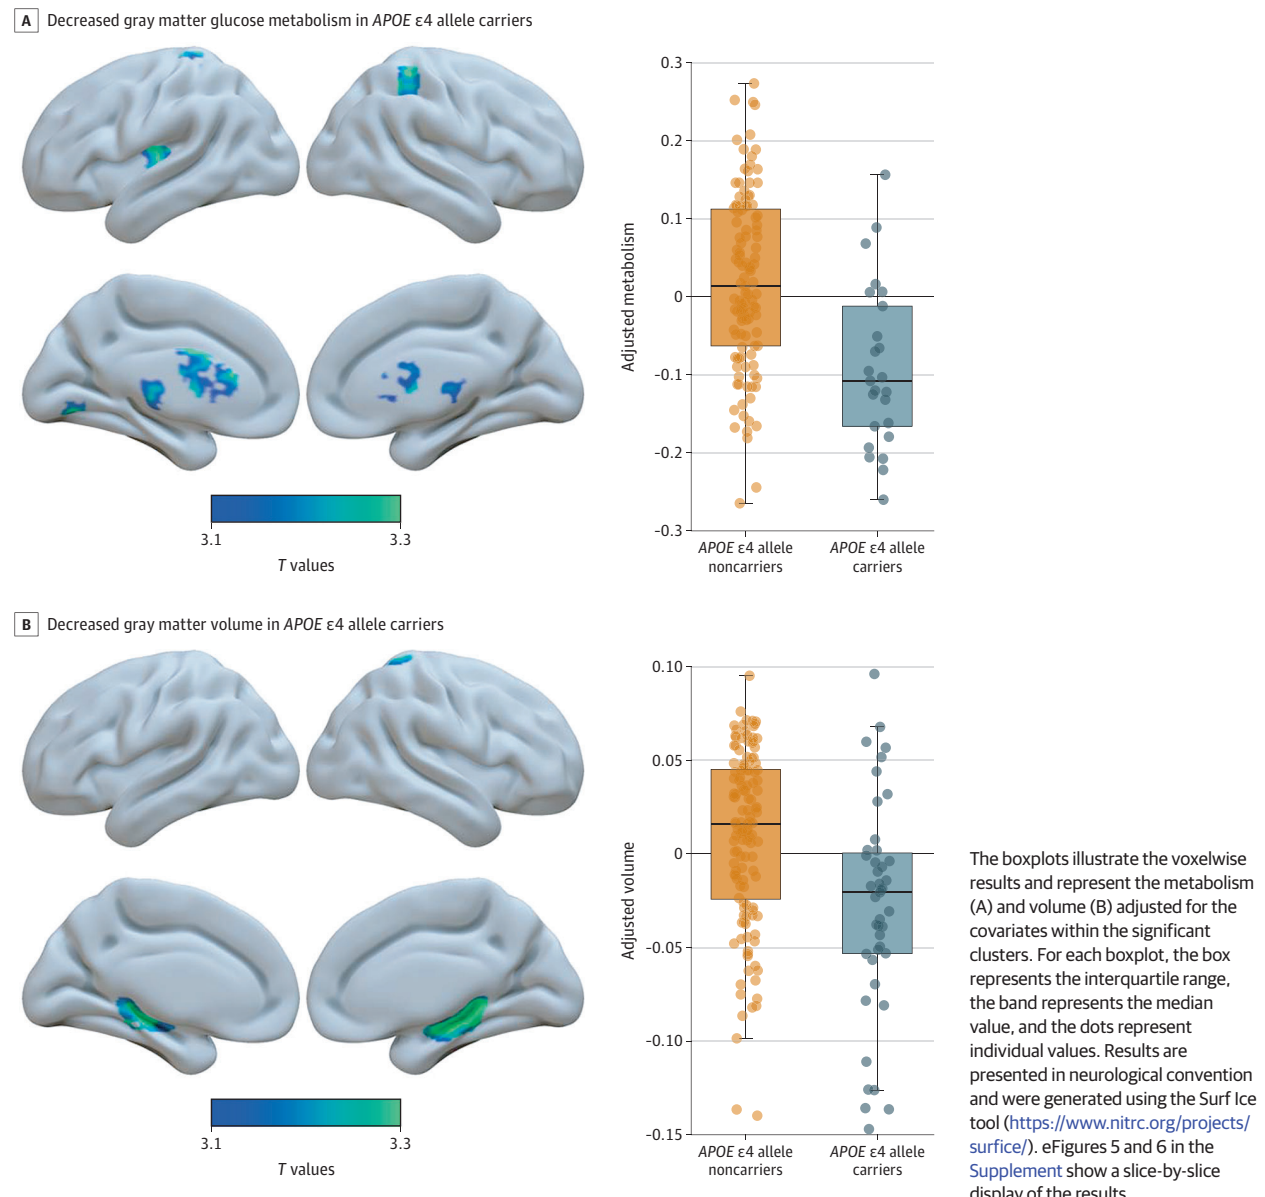 A Decreased gray matter glucose metabolism in APOE ε4 allele carriers
0.3
0.2
0.1
0
-0.1
-0.2
-0.3
Adjusted metabolism
APOE ε4 allele
noncarriers
APOE ε4 allele
carriers
3.1
3.3
T values
B Decreased gray matter volume in APOE ε4 allele carriers
0.10
0.05
0
-0.05
-0.10
-0.15
Adjusted volume
APOE ε4 allele
noncarriers
APOE ε4 allele
carriers
3.1
3.3
T values
The boxplots illustrate the voxelwise
results and represent the metabolism
(A) and volume (B) adjusted for the
covariates within the significant
clusters. For each boxplot, the box
represents the interquartile range,
the band represents the median
value, and the dots represent
individual values. Results are
presented in neurological convention
and were generated using the Surf Ice
tool (https://www.nitrc.org/projects/
surfice/). eFigures 5 and 6 in the
Supplement show a slice-by-slice
display of the results